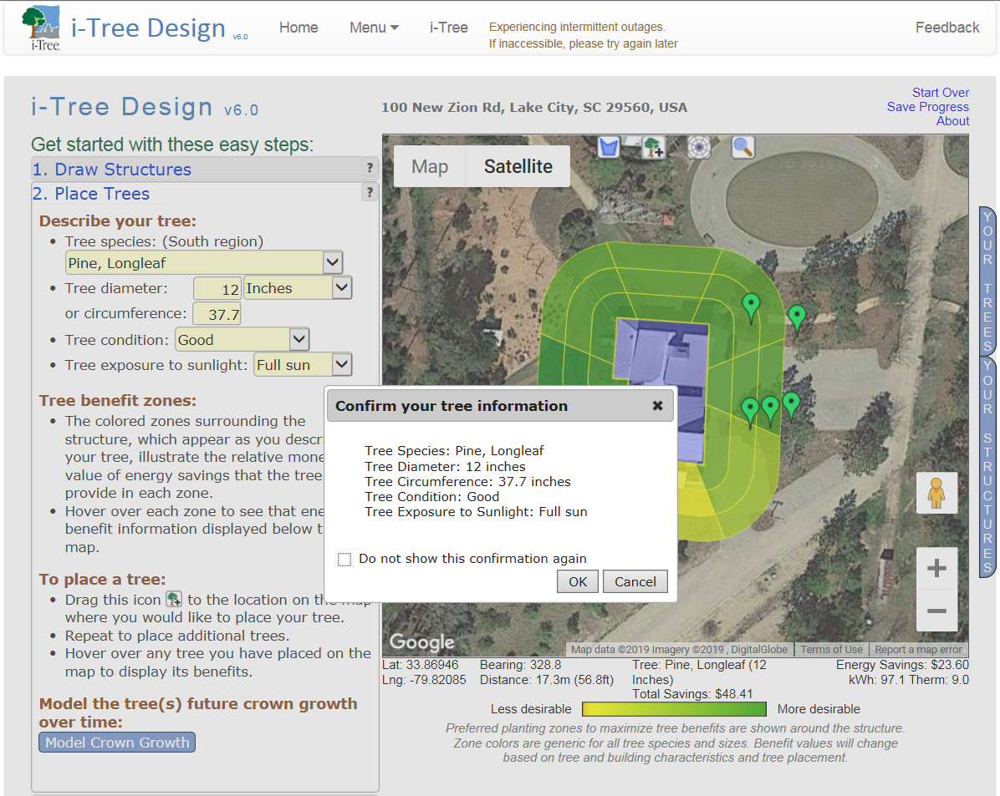 i-Tree Design v6.0
i-Tree.
Home
Menu
i-Tree
Experiencing intermittent outages.
If inaccessible, please try again later
Feedback
i-Tree Design v6.0
100 New Zion Rd, Lake City, SC 29560, USA
Start Over
Save Progress
About
Get started with these easy steps:
1. Draw Structures
?
2. Place Trees
?
Describe your tree:
• Tree species: (South region)
Pine, Longleaf
• Tree diameter: 12 Inches
or circumference: 37.7
• Tree condition: Good
• Tree exposure to sunlight: Full sun
Tree benefit zones:
• The colored zones surrounding the
structure, which appear as you descri
your tree, illustrate the relative mone
value of energy savings that the tree
provide in each zone.
• Hover over each zone to see that ene
benefit information displayed below t
map.
To place a tree:
• Drag this icon to the location on the map
where you would like to place your tree.
• Repeat to place additional trees.
• Hover over any tree you have placed on the
map to display its benefits.
Model the tree(s) future crown growth
over time:
Model Crown Growth
Map
Satellite
Confirm your tree information
Tree Species: Pine, Longleaf
Tree Diameter: 12 inches
Tree Circumference: 37.7 inches
Tree Condition: Good
Tree Exposure to Sunlight: Full sun
Do not show this confirmation again
OK
Cancel
YOUR TREES
YOUR STRUCTURES
Google
Map data ©2019 Imagery ©2019 , DigitalGlobe
Terms of Use
Report a map error
Lat: 33.86946
Lng: -79.82085
Bearing: 328.8
Distance: 17.3m (56.8ft)
Tree: Pine, Longleaf (12
Inches)
Total Savings: $48.41
Energy Savings: $23.60
kWh: 97.1 Therm: 9.0
Less desirable
More desirable
Preferred planting zones to maximize tree benefits are shown around the structure.
Zone colors are generic for all tree species and sizes. Benefit values will change
based on tree and building characteristics and tree placement.